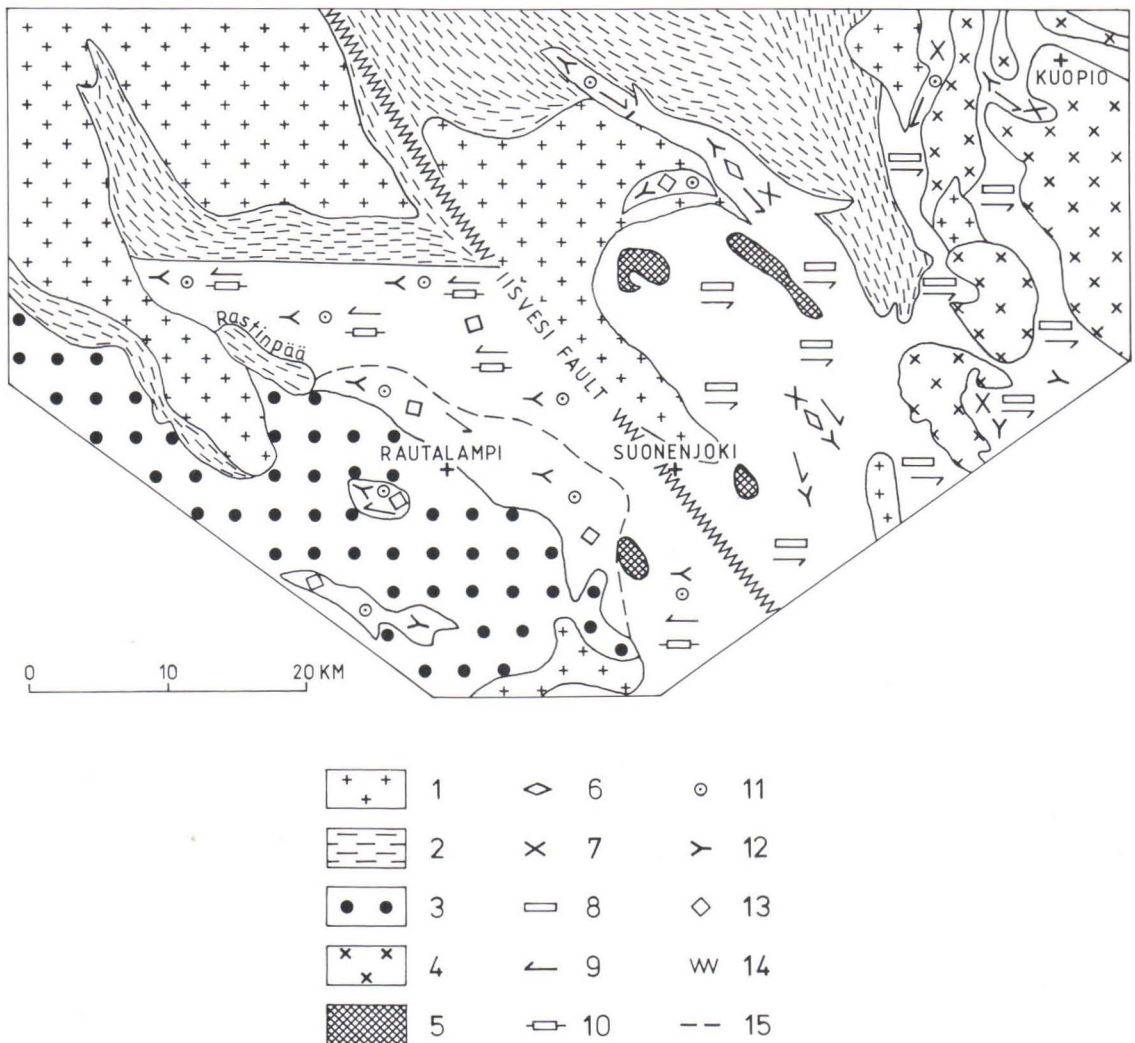 KUOPIO
Rastinpää
IISVESI FAULT
RAUTALAMPI
SUONENJOKI
0 10 20 KM
1 6 11
2 7 12
3 8 13
4 9 14
5 10 15